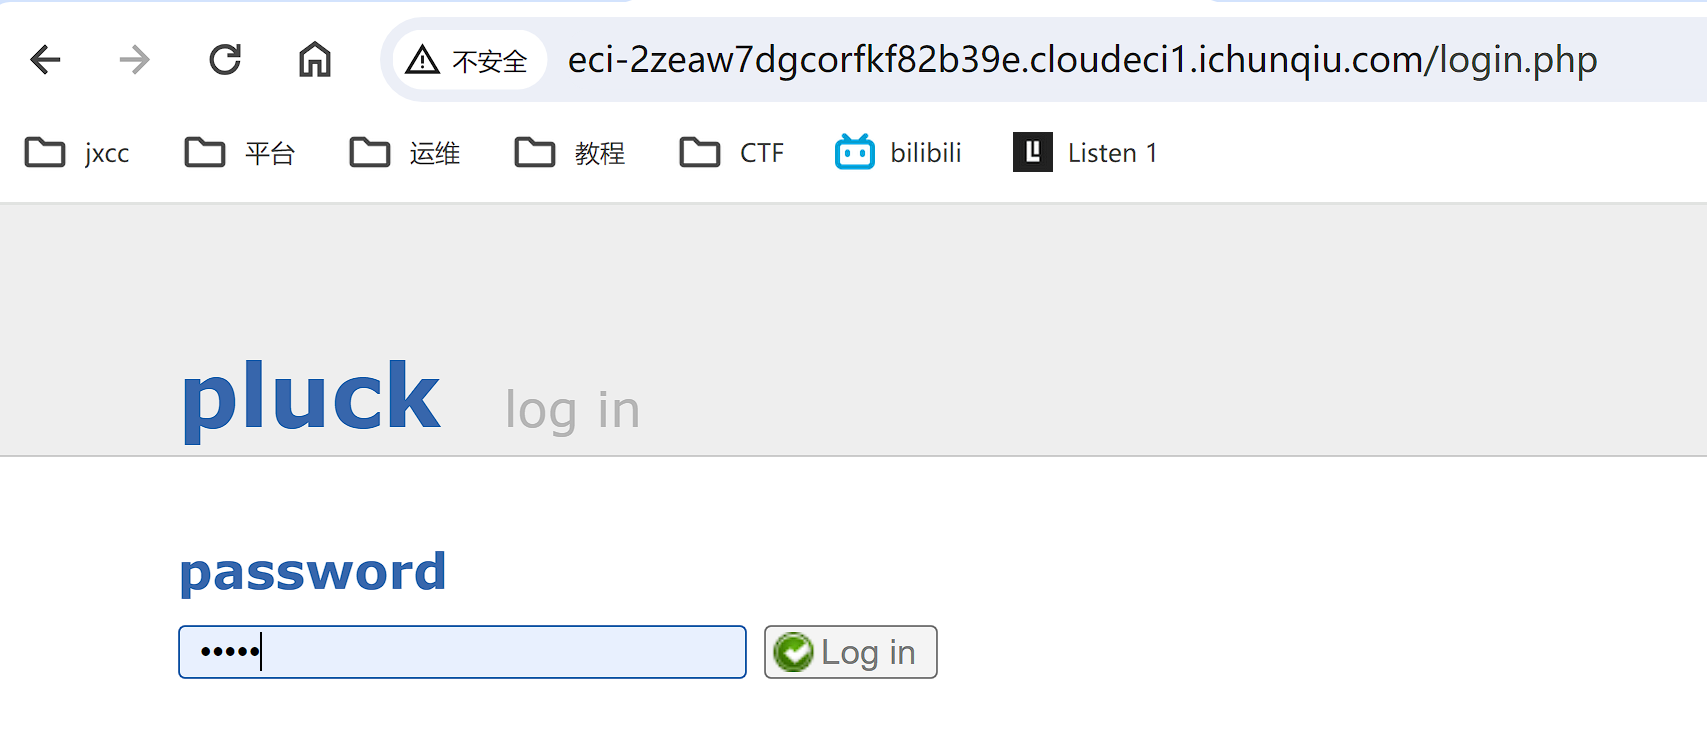 不安全 eci-2zeaw7dgcorfkf82b39e.cloudeci1.ichunqiu.com/login.php
jxcc 平台 运维 教程 CTF bilibili Listen 1
pluck log in
password
••••• Log in